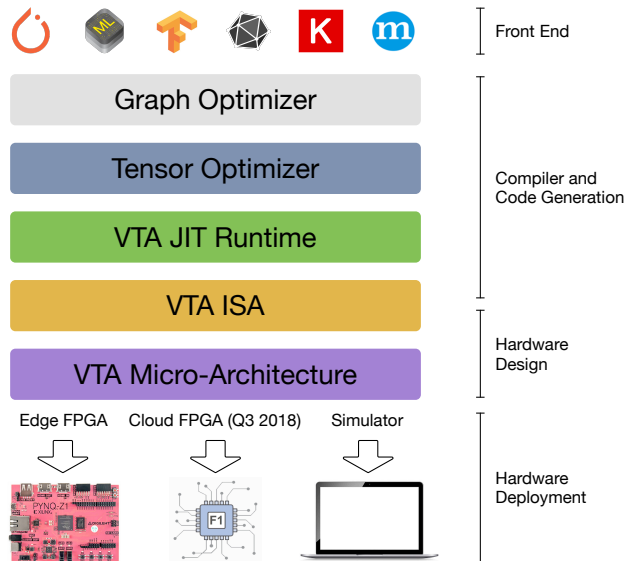 ML
K
m
Front End
Graph Optimizer
Tensor Optimizer
VTA JIT Runtime
VTA ISA
VTA Micro-Architecture
Compiler and
Code Generation
Hardware
Design
Edge FPGA
Cloud FPGA (Q3 2018)
Simulator
PYNQ-Z1
F1
Hardware
Deployment